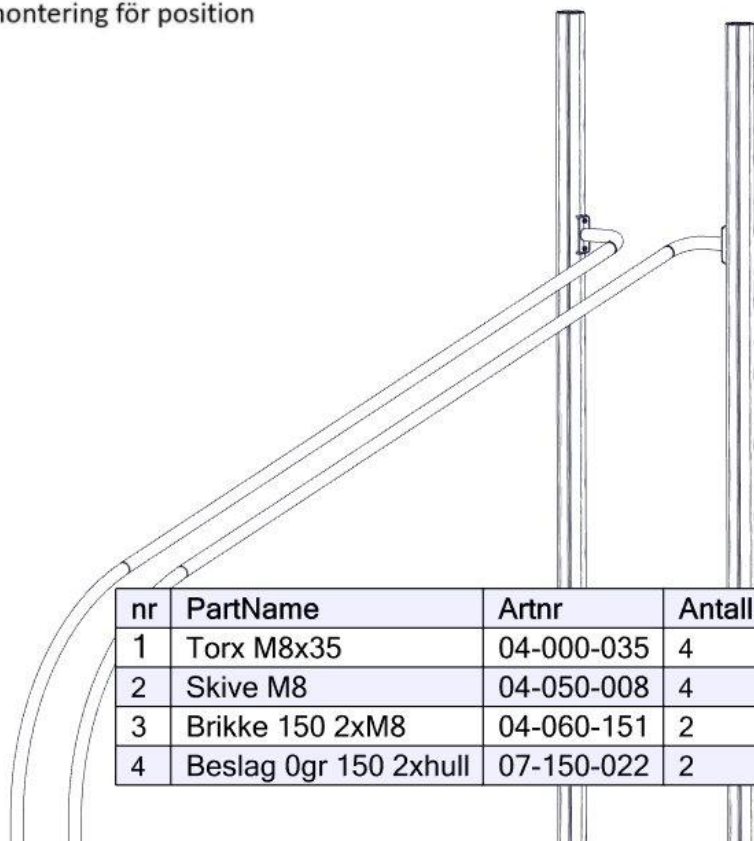 montering för position
nr PartName Artnr Antall
1 Torx M8x35 04-000-035 4
2 Skive M8 04-050-008 4
3 Brikke 150 2xM8 04-060-151 2
4 Beslag 0gr 150 2xhull 07-150-022 2